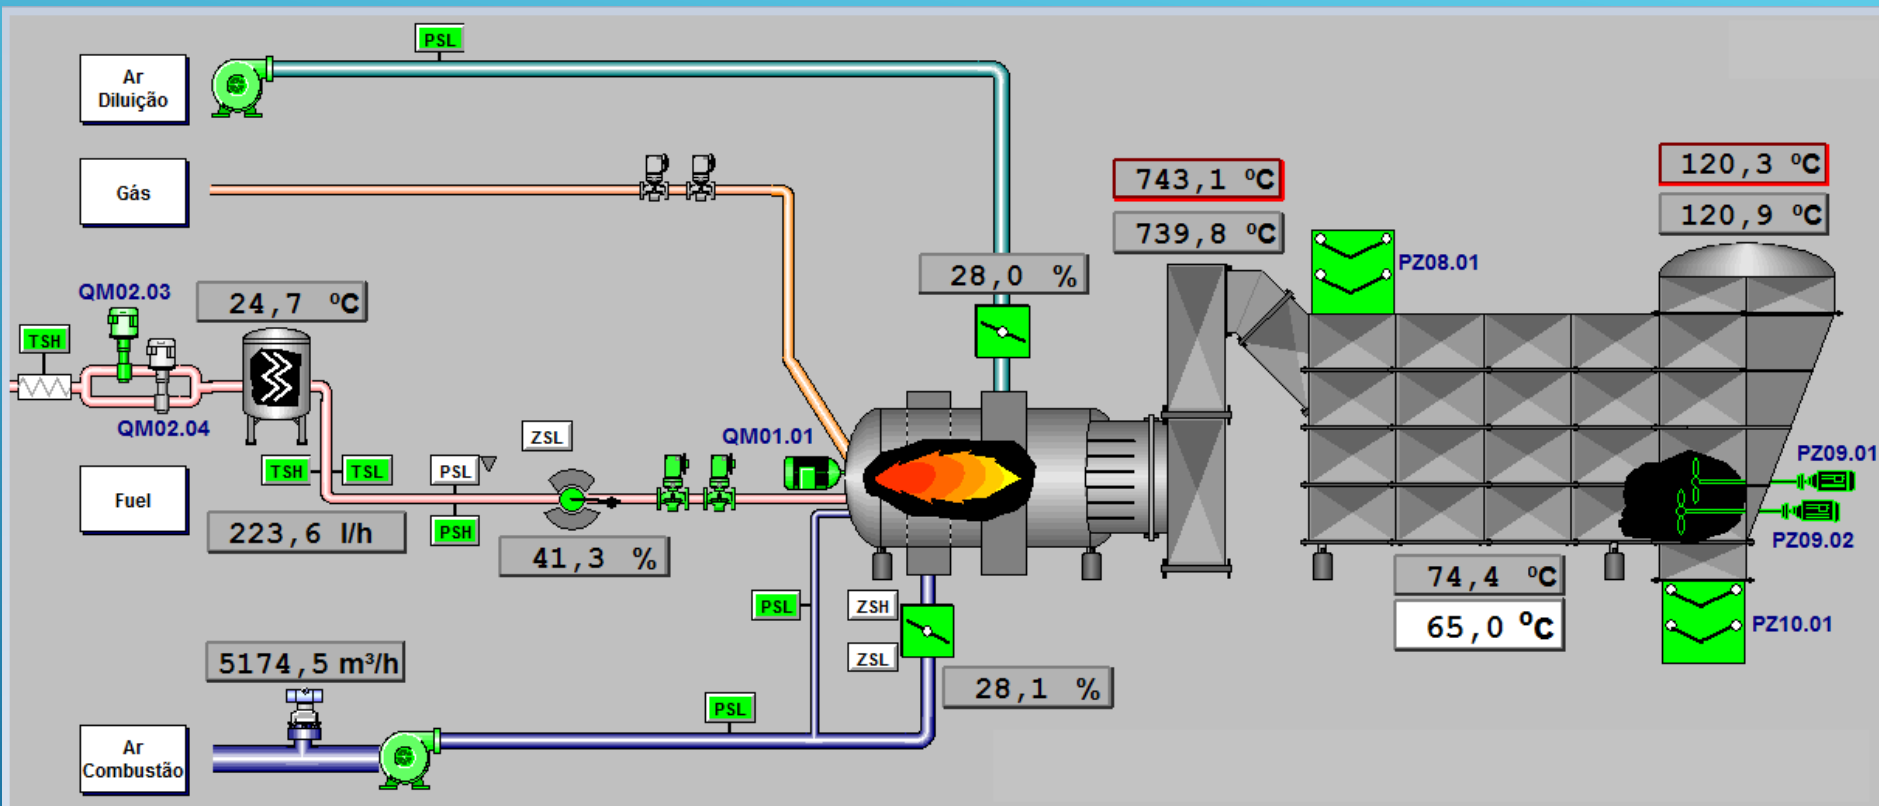 PSL
Ar
Diluição
Gás
743,1 ºC
120,3 ºC
739,8 ºC
120,9 ºC
28,0 %
PZ08.01
QM02.03
24,7 ºC
TSH
QM02.04
ZSL
QM01.01
TSH
TSL
PSL
PZ09.01
Fuel
223,6 l/h
PSH
41,3 %
PZ09.02
74,4 ºC
65,0 ºC
PSL
ZSH
PZ10.01
ZSL
5174,5 m³/h
28,1 %
PSL
Ar
Combustão